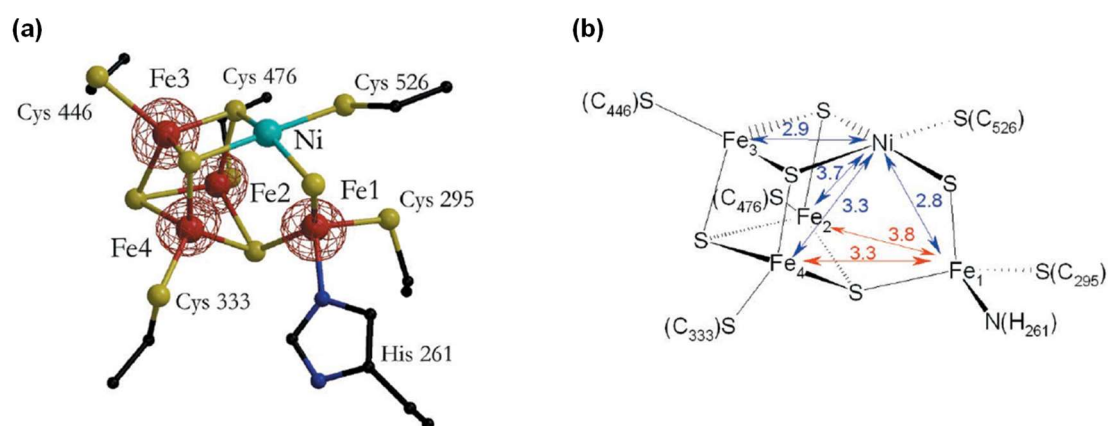 (a)
Fe3
Cys 476
Cys 526
Cys 446
Ni
Fe2
Fe1
Cys 295
Fe4
Cys 333
His 261
(b)
(C₄₄₆)S
S
S(C₅₂₆)
Fe₃
2.9
Ni
S
3.7
S
(C₄₇₆)S
Fe₂
3.3
2.8
S
3.8
Fe₄
3.3
Fe₁
S(C₂₉₅)
S
(C₃₃₃)S
N(H₂₆₁)